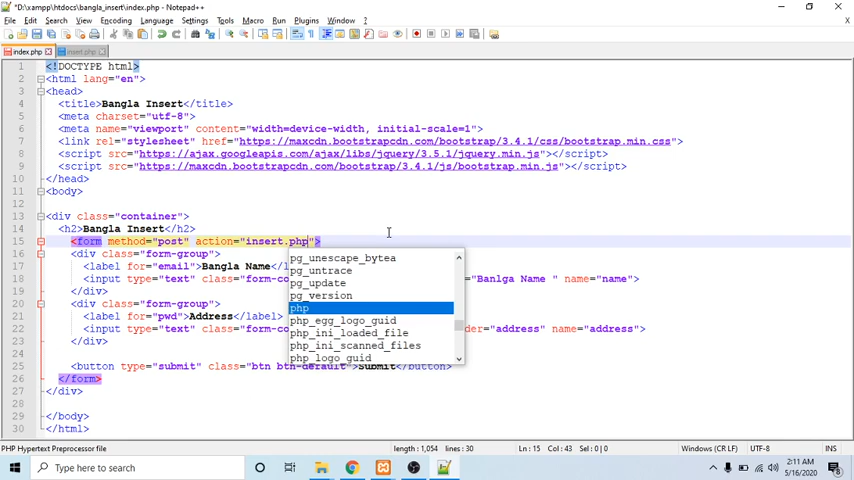 *D:\xampp\htdocs\bangla_insert\index.php - Notepad++
File Edit Search View Encoding Language Settings Tools Macro Run Plugins Window ?
index.php insert.php
1 <!DOCTYPE html>
2 <html lang="en">
3 <head>
4 <title>Bangla Insert</title>
5 <meta charset="utf-8">
6 <meta name="viewport" content="width=device-width, initial-scale=1">
7 <link rel="stylesheet" href="https://maxcdn.bootstrapcdn.com/bootstrap/3.4.1/css/bootstrap.min.css">
8 <script src="https://ajax.googleapis.com/ajax/libs/jquery/3.5.1/jquery.min.js"></script>
9 <script src="https://maxcdn.bootstrapcdn.com/bootstrap/3.4.1/js/bootstrap.min.js"></script>
10 </head>
11 <body>
12
13 <div class="container">
14 <h2>Bangla Insert</h2>
15 <form method="post" action="insert.php">
16 <div class="form-group">
17 <label for="email">Bangla Name</l
18 <input type="text" class="form-co ="Banlga Name " name="name">
19 </div>
20 <div class="form-group">
21 <label for="pwd">Address</label>
22 <input type="text" class="form-co der="address" name="address">
23 </div>
24
25 <button type="submit" class="btn btn-default">Submit</button>
26 </form>
27 </div>
28
29 </body>
30 </html>
pg_unescape_bytea
pg_untrace
pg_update
pg_version
php
php_egg_logo_guid
php_ini_loaded_file
php_ini_scanned_files
php_logo_guid
PHP Hypertext Preprocessor file length : 1,054 lines : 30 Ln : 15 Col : 43 Sel : 0 | 0 Windows (CR LF) UTF-8 INS
Type here to search
2:11 AM
5/16/2020
8